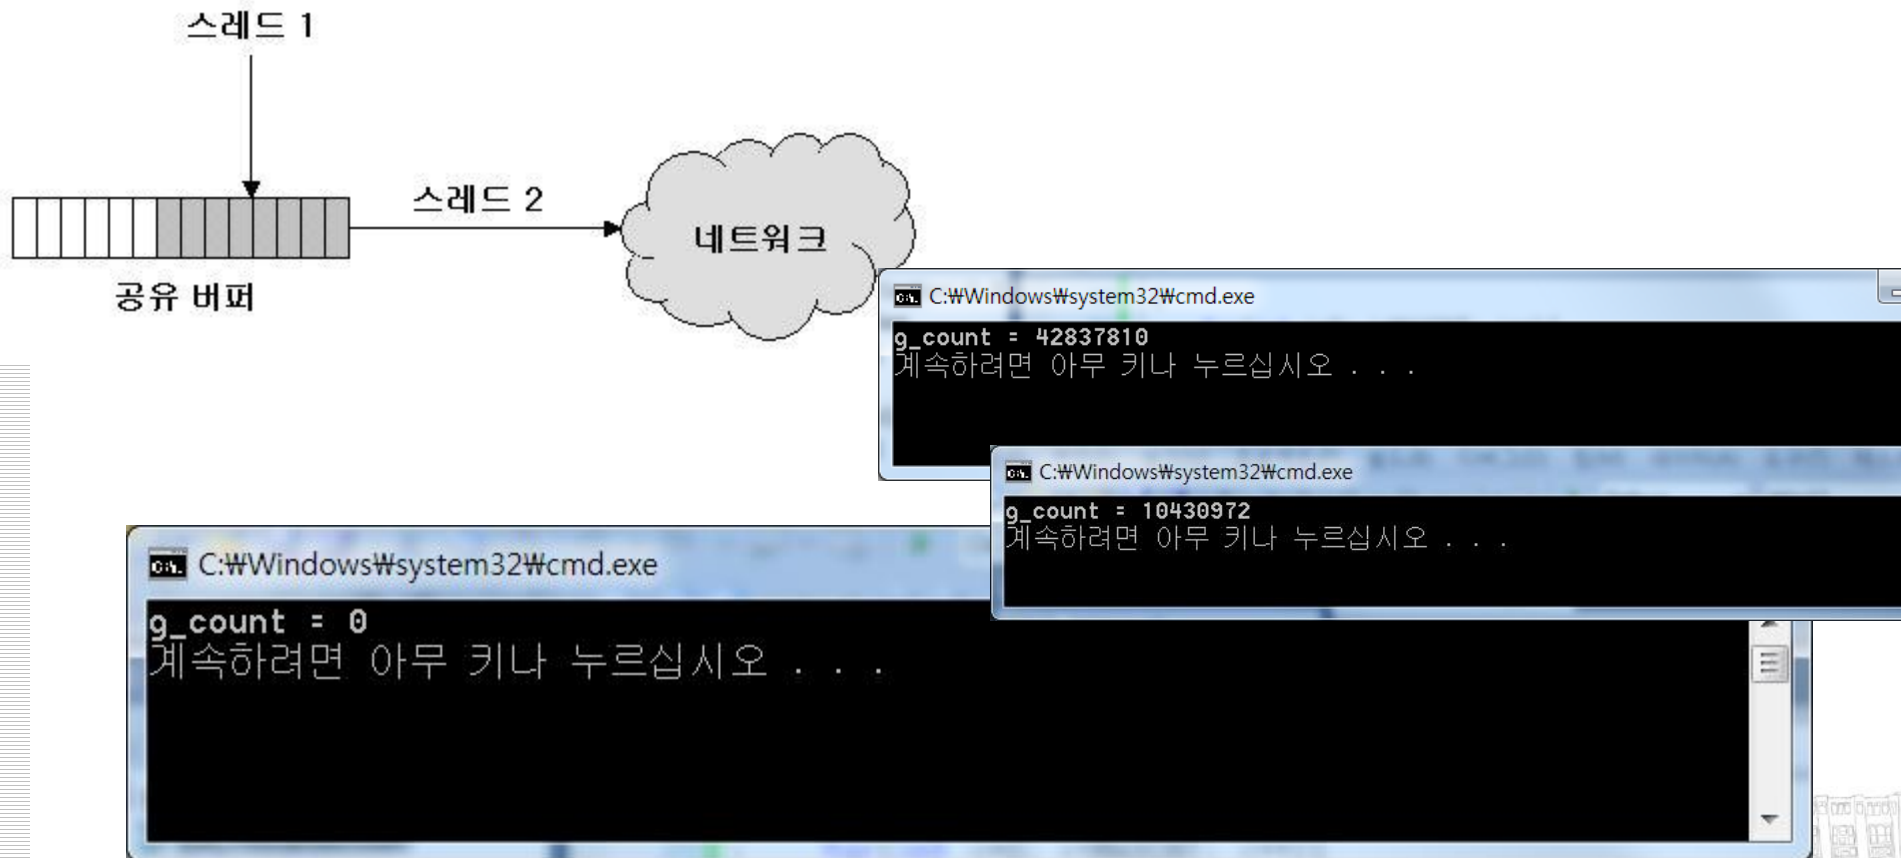 스레드 1
스레드 2
네트워크
공유 버퍼
C:₩Windows₩system32₩cmd.exe
g_count = 42837810
계속하려면 아무 키나 누르십시오 . . .
C:₩Windows₩system32₩cmd.exe
g_count = 10430972
계속하려면 아무 키나 누르십시오 . . .
C:₩Windows₩system32₩cmd.exe
g_count = 0
계속하려면 아무 키나 누르십시오 . . .